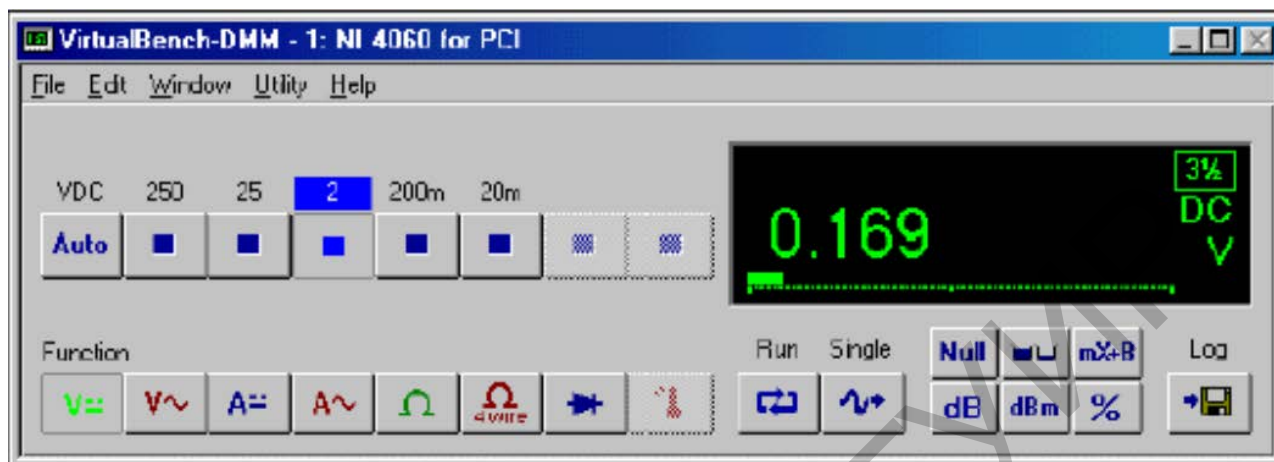 VirtualBench-DMM - 1: NI 4060 for PCI
File Edit Window Utility Help
VDC 250 25 2 200m 20m
Auto
0.169
3½
DC
V
Function
V V A A Ω Ω
4 wire
Run Single
Null mX+B
dB dBm %
Log